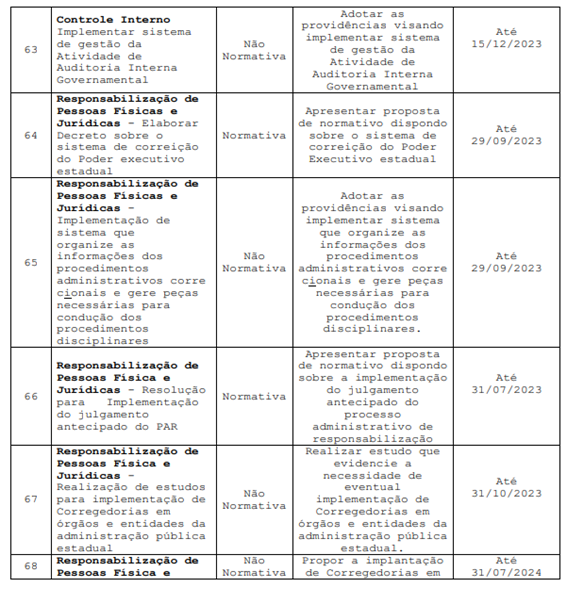 63
Controle Interno
Implementar sistema
de gestão da
Atividade de
Auditoria Interna
Governamental
Não
Normativa
Adotar as
providências visando
implementar sistema
de gestão da
Atividade de
Auditoria Interna
Governamental
Até
15/12/2023
64
Responsabilização de
Pessoas Físicas e
Jurídicas - Elaborar
Decreto sobre o
sistema de correição
do Poder executivo
estadual
Normativa
Apresentar proposta
de normativo dispondo
sobre o sistema de
correição do Poder
Executivo estadual
Até
29/09/2023
65
Responsabilização de
Pessoas Físicas e
Jurídicas -
Implementação de
sistema que
organize as
informações dos
procedimentos
administrativos corre
cionais e gere peças
necessárias para
condução dos
procedimentos
disciplinares
Não
Normativa
Adotar as
providências visando
implementar sistema
que organize as
informações dos
procedimentos
administrativos corre
cionais e gere peças
necessárias para
condução dos
procedimentos
disciplinares.
Até
29/09/2023
66
Responsabilização de
Pessoas Física e
Jurídicas - Resolução
para Implementação
do julgamento
antecipado do PAR
Normativa
Apresentar proposta
de normativo dispondo
sobre a implementação
do julgamento
antecipado do
processo
administrativo de
responsabilização
Até
31/07/2023
67
Responsabilização de
Pessoas Física e
Jurídicas -
Realização de estudos
para implementação de
Corregedorias em
órgãos e entidades da
administração pública
estadual
Não
Normativa
Realizar estudo que
evidencie a
necessidade de
eventual
implementação de
Corregedorias em
órgãos e entidades da
administração pública
estadual.
Até
31/10/2023
68
Responsabilização de
Pessoas Física e
Não
Normativa
Propor a implantação
de Corregedorias em
Até
31/07/2024